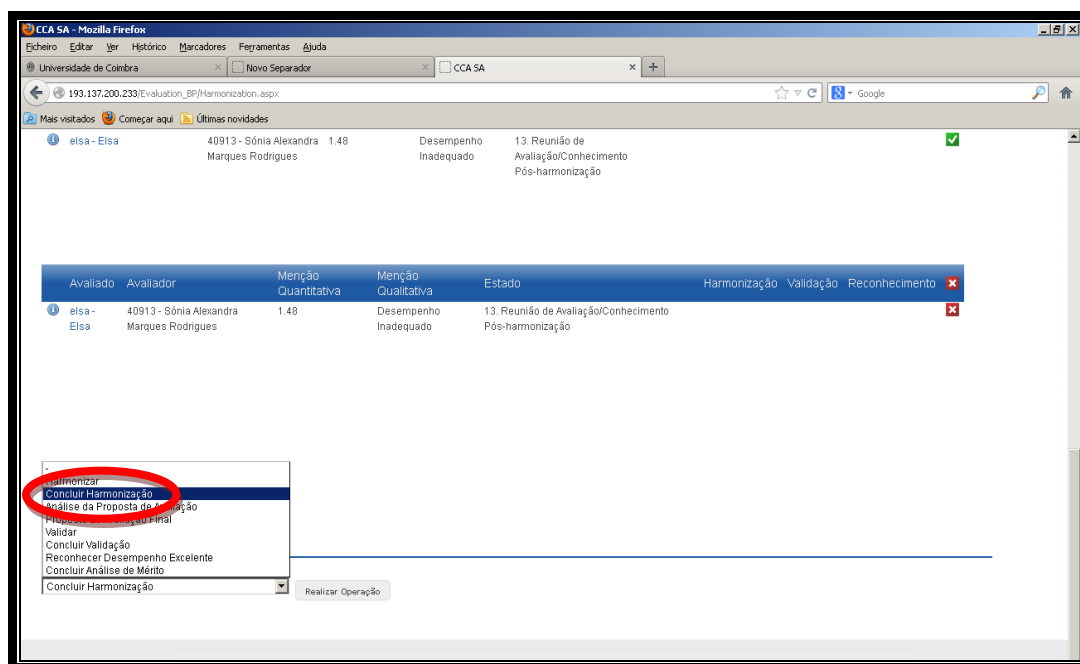 CCA SA - Mozilla Firefox
Ficheiro Editar Ver Histórico Marcadores Ferramentas Ajuda
Universidade de Coimbra Novo Separador CCA SA
193.137.200.233/Evaluation_BP/Harmonization.aspx Google
Mais visitados Começar aqui Últimas novidades
elsa - Elsa 40913 - Sónia Alexandra 1.48 Desempenho 13. Reunião de
Marques Rodrigues Inadequado Avaliação/Conhecimento
Pós-harmonização
Menção Menção
Avaliado Avaliador Quantitativa Qualitativa Estado Harmonização Validação Reconhecimento
elsa - 40913 - Sónia Alexandra 1.48 Desempenho 13. Reunião de Avaliação/Conhecimento
Elsa Marques Rodrigues Inadequado Pós-harmonização
-
Harmonizar
Concluir Harmonização
Análise da Proposta de Avaliação
Proposta de Avaliação Final
Validar
Concluir Validação
Reconhecer Desempenho Excelente
Concluir Análise de Mérito
Concluir Harmonização Realizar Operação